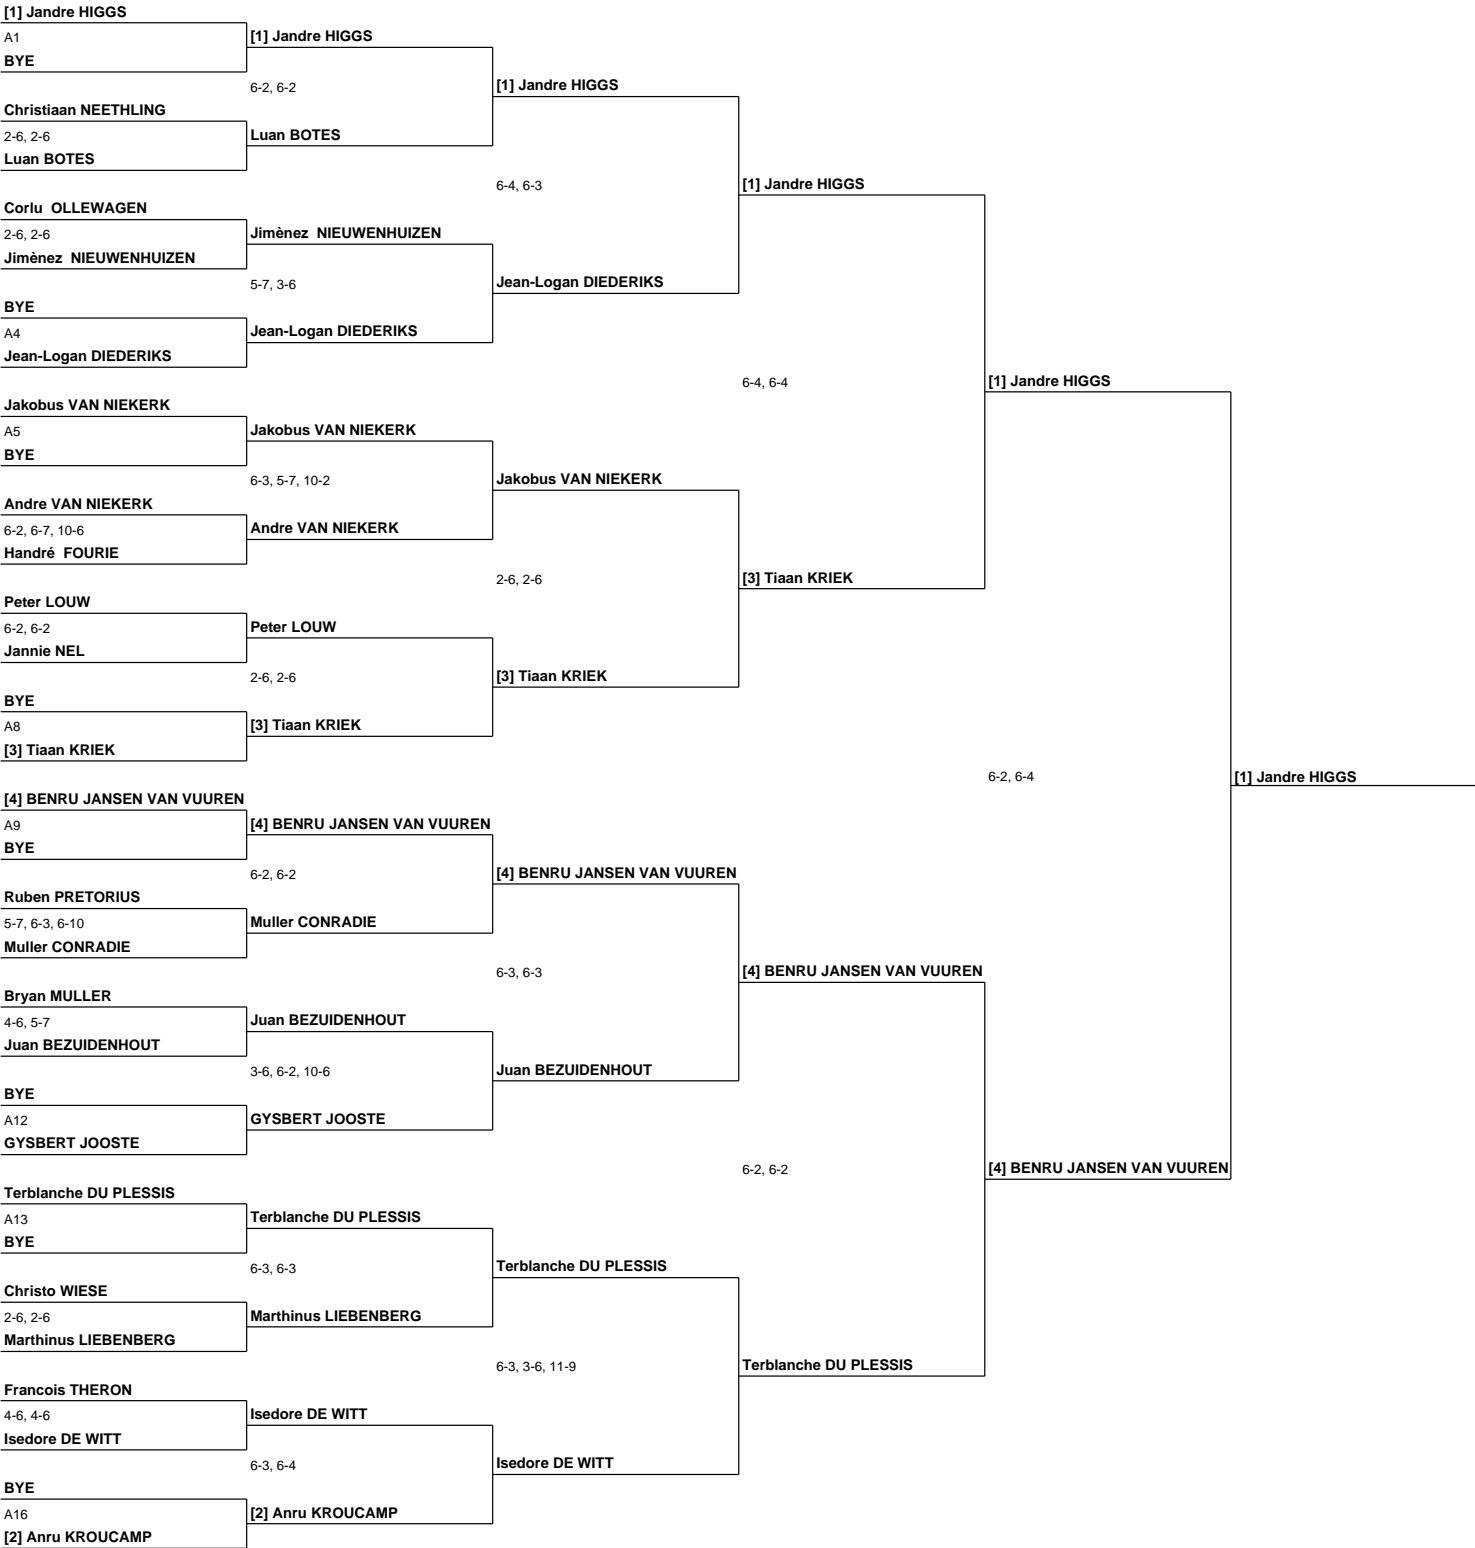 [1] Jandre HIGGS
A1
BYE
Christiaan NEETHLING
2-6, 2-6
Luan BOTES
Corlu  OLLEWAGEN
2-6, 2-6
Jimènez  NIEUWENHUIZEN
BYE
A4
Jean-Logan DIEDERIKS
Jakobus VAN NIEKERK
A5
BYE
Andre VAN NIEKERK
6-2, 6-7, 10-6
Handré  FOURIE
Peter LOUW
6-2, 6-2
Jannie NEL
BYE
A8
[3] Tiaan KRIEK
[4] BENRU JANSEN VAN VUUREN
A9
BYE
Ruben PRETORIUS
5-7, 6-3, 6-10
Muller CONRADIE
Bryan MULLER
4-6, 5-7
Juan BEZUIDENHOUT
BYE
A12
GYSBERT JOOSTE
Terblanche DU PLESSIS
A13
BYE
Christo WIESE
2-6, 2-6
Marthinus LIEBENBERG
Francois THERON
4-6, 4-6
Isedore DE WITT
BYE
A16
[2] Anru KROUCAMP
[1] Jandre HIGGS
6-2, 6-2
Luan BOTES
Jimènez  NIEUWENHUIZEN
5-7, 3-6
Jean-Logan DIEDERIKS
Jakobus VAN NIEKERK
6-3, 5-7, 10-2
Andre VAN NIEKERK
Peter LOUW
2-6, 2-6
[3] Tiaan KRIEK
[4] BENRU JANSEN VAN VUUREN
6-2, 6-2
Muller CONRADIE
Juan BEZUIDENHOUT
3-6, 6-2, 10-6
GYSBERT JOOSTE
Terblanche DU PLESSIS
6-3, 6-3
Marthinus LIEBENBERG
Isedore DE WITT
6-3, 6-4
[2] Anru KROUCAMP
[1] Jandre HIGGS
6-4, 6-3
Jean-Logan DIEDERIKS
Jakobus VAN NIEKERK
2-6, 2-6
[3] Tiaan KRIEK
[4] BENRU JANSEN VAN VUUREN
6-3, 6-3
Juan BEZUIDENHOUT
Terblanche DU PLESSIS
6-3, 3-6, 11-9
Isedore DE WITT
[1] Jandre HIGGS
6-4, 6-4
[3] Tiaan KRIEK
[4] BENRU JANSEN VAN VUUREN
6-2, 6-2
Terblanche DU PLESSIS
[1] Jandre HIGGS
6-2, 6-4
[4] BENRU JANSEN VAN VUUREN
[1] Jandre HIGGS